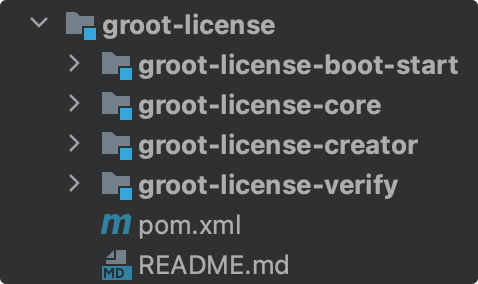 groot-license
groot-license-boot-start
groot-license-core
groot-license-creator
groot-license-verify
m pom.xml
MD README.md